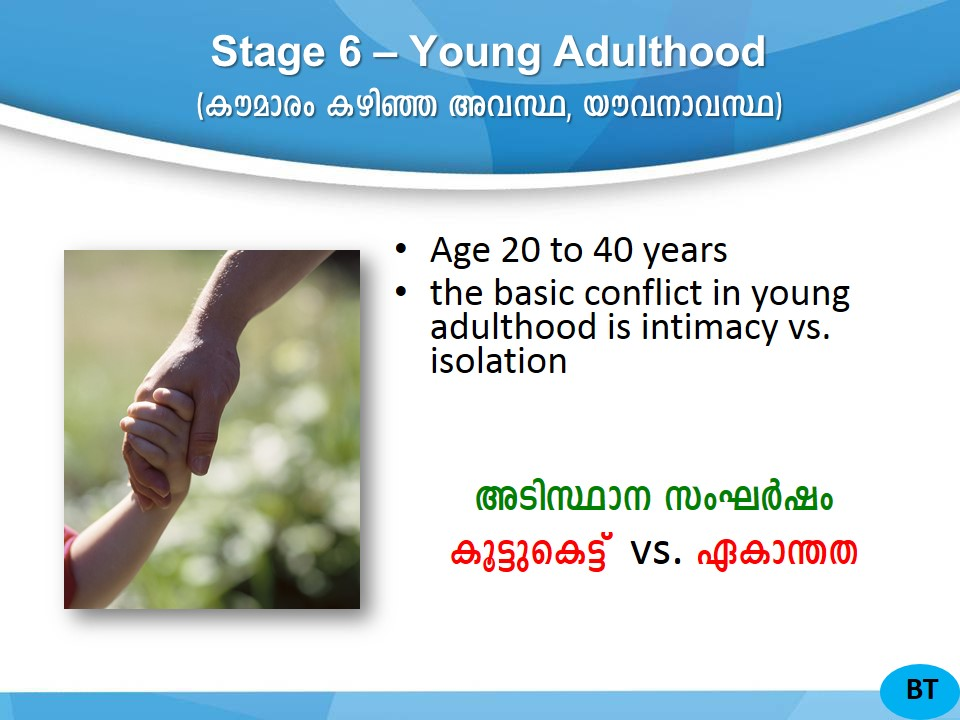 Stage 6 – Young Adulthood
(കൗമാരം കഴിഞ്ഞ അവസ്ഥ, യൗവനാവസ്ഥ)
• Age 20 to 40 years
• the basic conflict in young
adulthood is intimacy vs.
isolation
അടിസ്ഥാന സംഘർഷം
കൂട്ടുകെട്ട് vs. ഏകാന്തത
BT